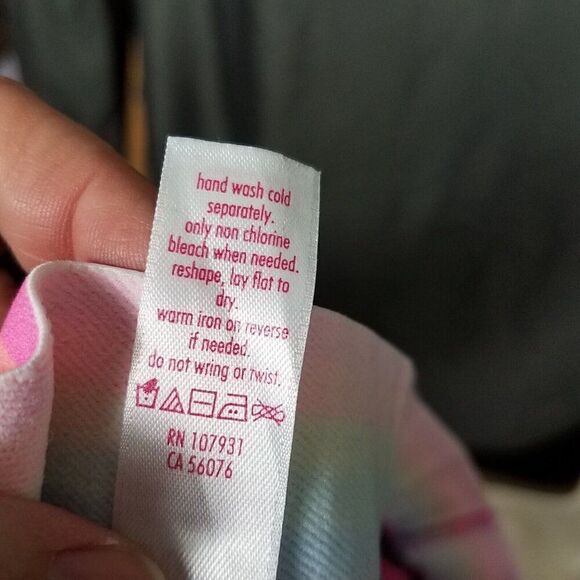 hand wash cold
separately.
only non chlorine
bleach when needed.
reshape, lay flat to
dry.
warm iron on reverse
if needed.
do not wring or twist.
RN 107931
CA 56076